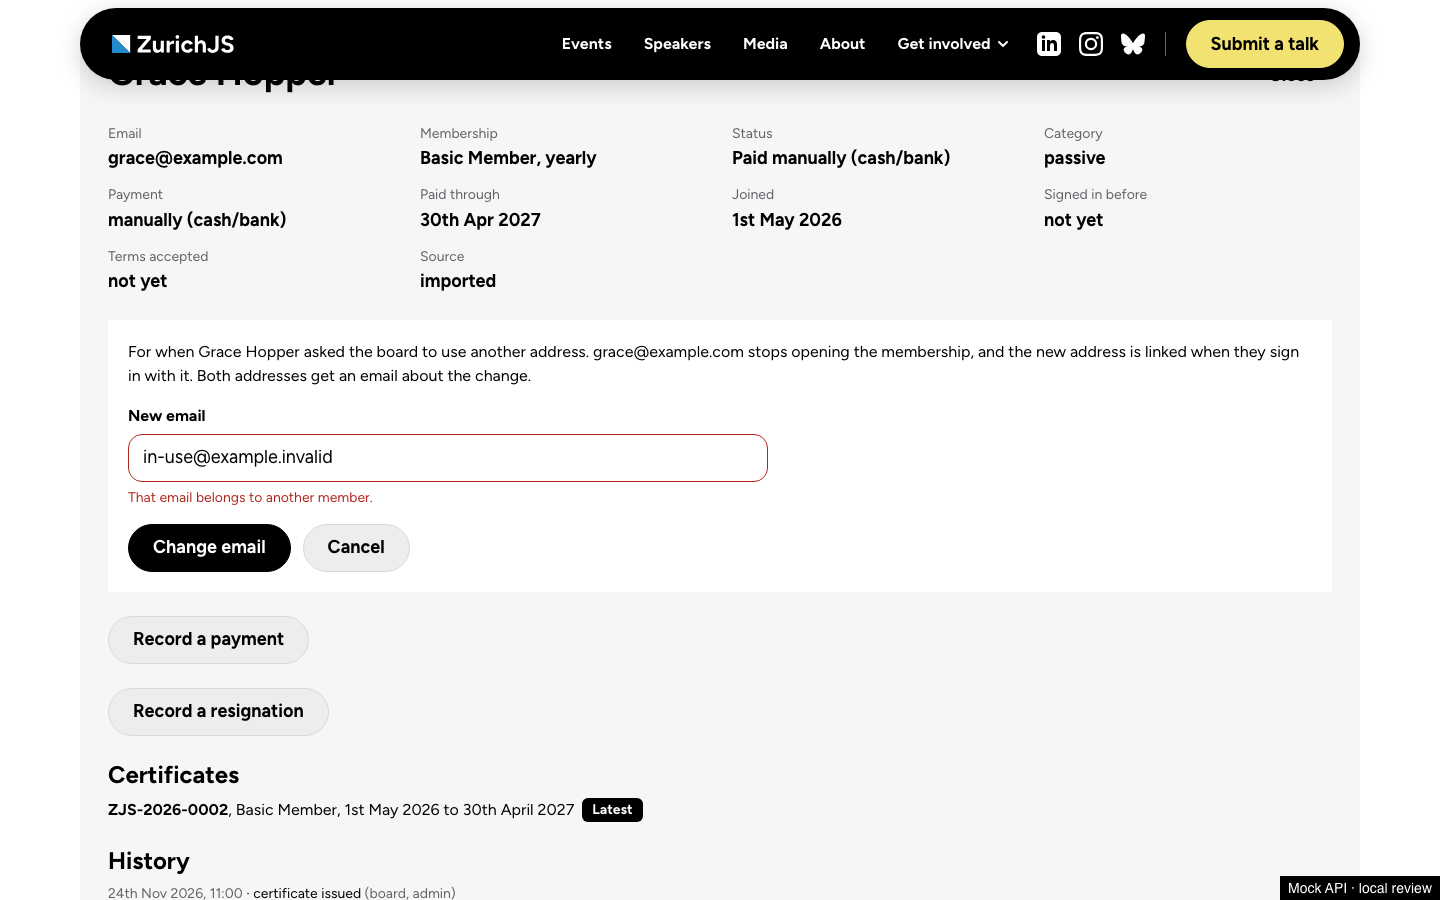 ZurichJS
Events
Speakers
Media
About
Get involved
Submit a talk
Grace Hopper
Close
Email
grace@example.com
Membership
Basic Member, yearly
Status
Paid manually (cash/bank)
Category
passive
Payment
manually (cash/bank)
Paid through
30th Apr 2027
Joined
1st May 2026
Signed in before
not yet
Terms accepted
not yet
Source
imported
For when Grace Hopper asked the board to use another address. grace@example.com stops opening the membership, and the new address is linked when they sign
in with it. Both addresses get an email about the change.
New email
in-use@example.invalid
That email belongs to another member.
Change email
Cancel
Record a payment
Record a resignation
Certificates
ZJS-2026-0002, Basic Member, 1st May 2026 to 30th April 2027 Latest
History
24th Nov 2026, 11:00 · certificate issued (board, admin)
Mock API · local review